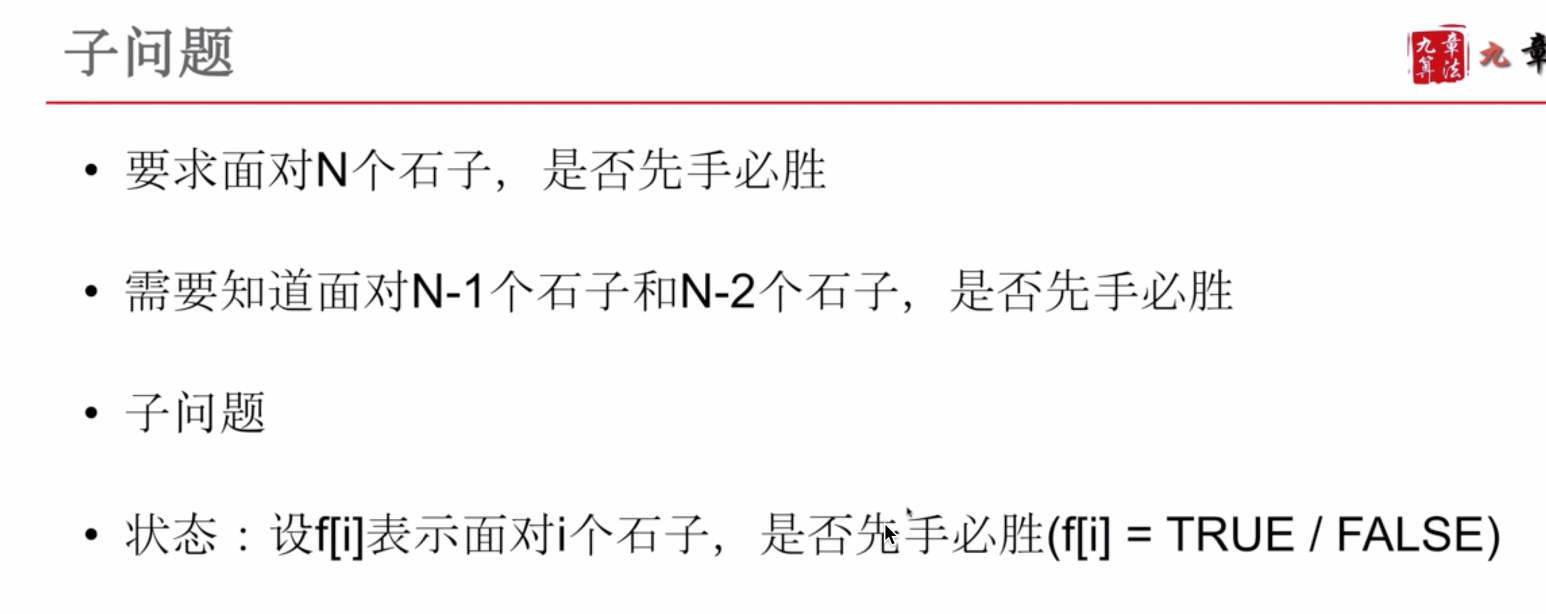 子问题
九章算法
九章
• 要求面对N个石子，是否先手必胜
• 需要知道面对N-1个石子和N-2个石子，是否先手必胜
• 子问题
• 状态：设f[i]表示面对i个石子，是否先手必胜(f[i] = TRUE / FALSE)